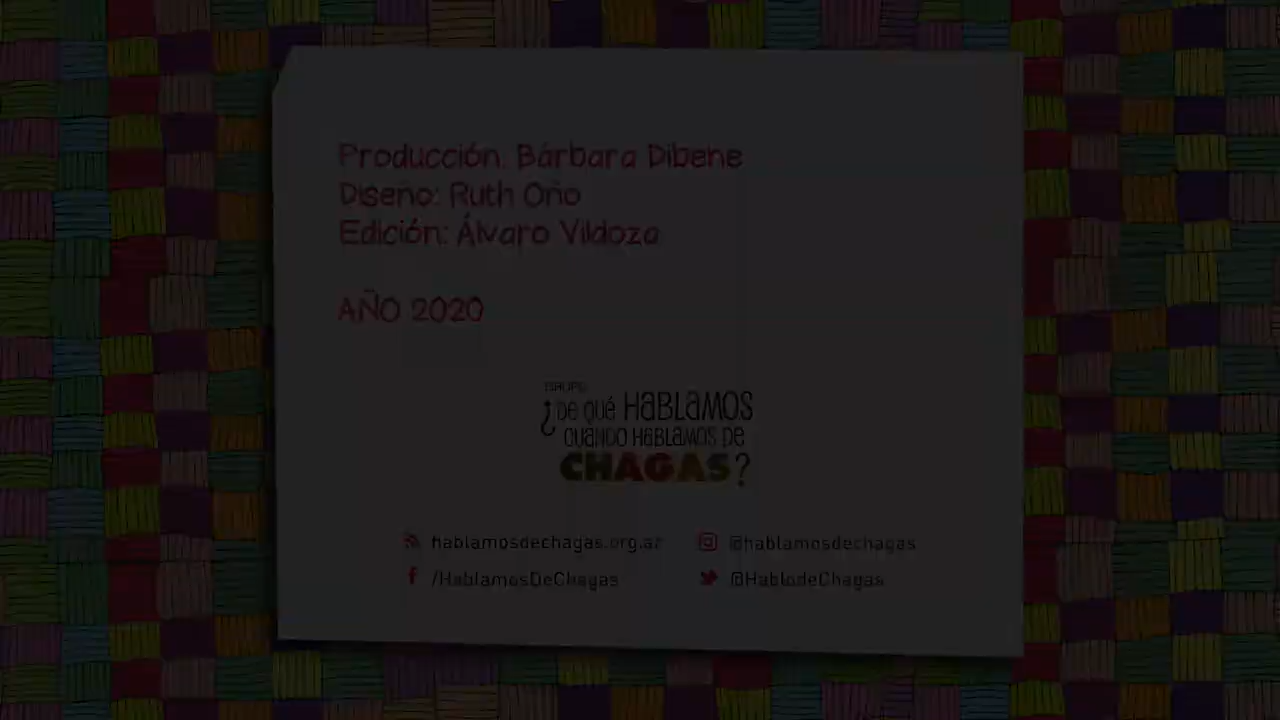 Producción: Bárbara Dibene
Diseño: Ruth Oño
Edición: Álvaro Vildoza
AÑO 2020
GRUPO
¿DE QUÉ HABLAMOS
CUANDO HABLAMOS DE
CHAGAS?
hablamosdechagas.org.ar
@hablamosdechagas
/HablamosDeChagas
@HablodeChagas